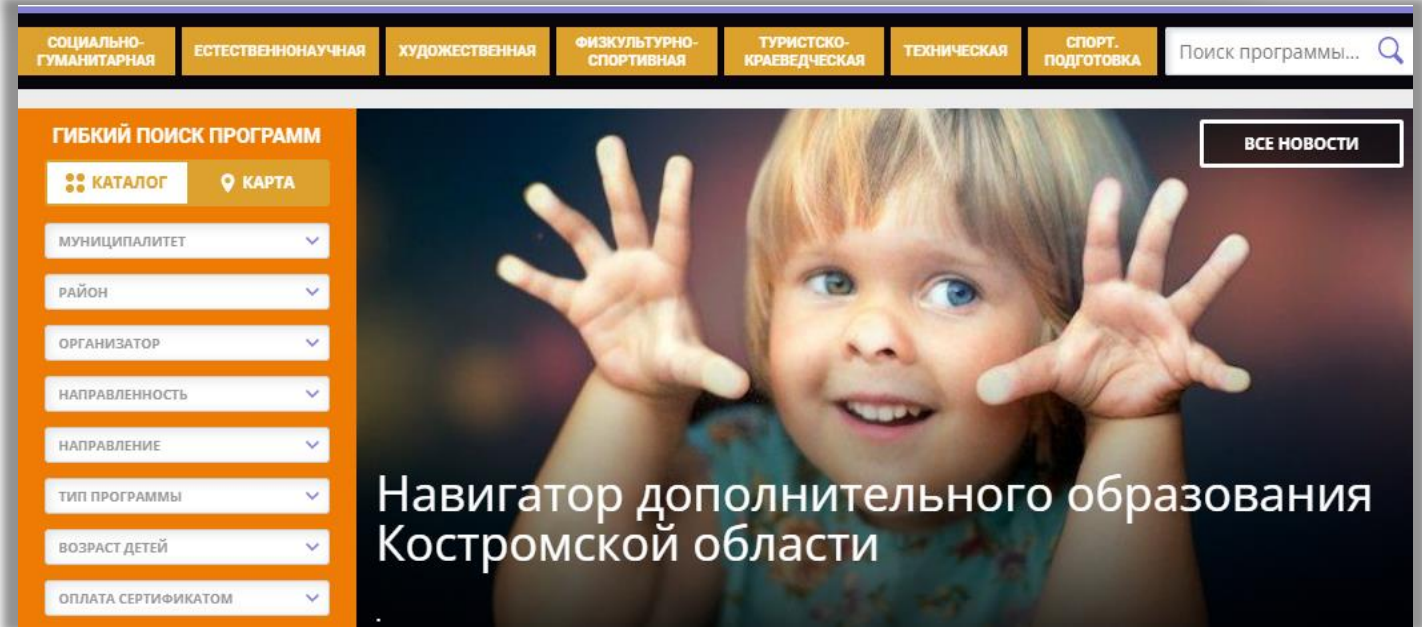 СОЦИАЛЬНО-
ГУМАНИТАРНАЯ
ЕСТЕСТВЕННОНАУЧНАЯ
ХУДОЖЕСТВЕННАЯ
ФИЗКУЛЬТУРНО-
СПОРТИВНАЯ
ТУРИСТСКО-
КРАЕВЕДЧЕСКАЯ
ТЕХНИЧЕСКАЯ
СПОРТ.
ПОДГОТОВКА
Поиск программы...
ГИБКИЙ ПОИСК ПРОГРАММ
КАТАЛОГ
КАРТА
МУНИЦИПАЛИТЕТ
РАЙОН
ОРГАНИЗАТОР
НАПРАВЛЕННОСТЬ
НАПРАВЛЕНИЕ
ТИП ПРОГРАММЫ
ВОЗРАСТ ДЕТЕЙ
ОПЛАТА СЕРТИФИКАТОМ
ВСЕ НОВОСТИ
Навигатор дополнительного образования
Костромской области
.